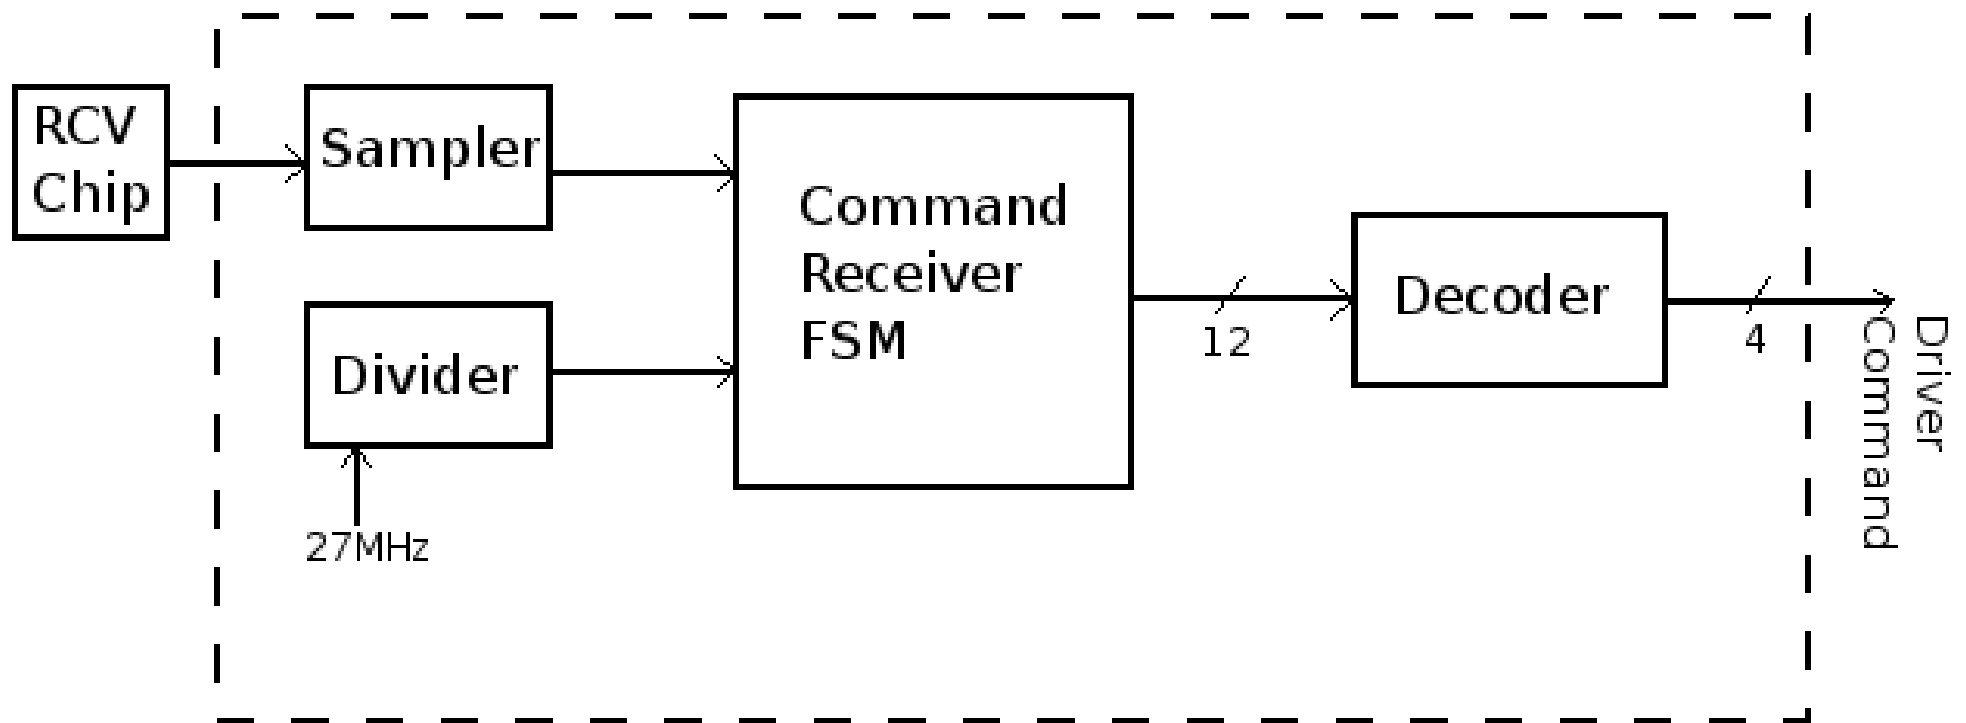 RCV
Chip
Sampler
Divider
27MHz
Command
Receiver
FSM
12
Decoder
4
Driver
Command